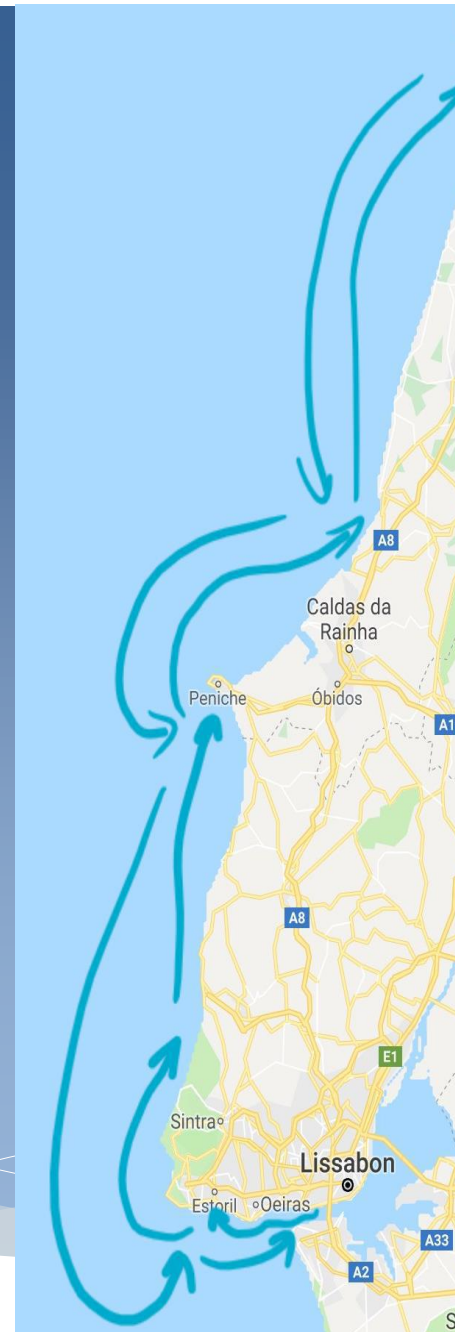 A8
Caldas da
Rainha
Peniche
Óbidos
A1
A8
E1
Sintra
Lissabon
Estoril
Oeiras
A33
A2
S